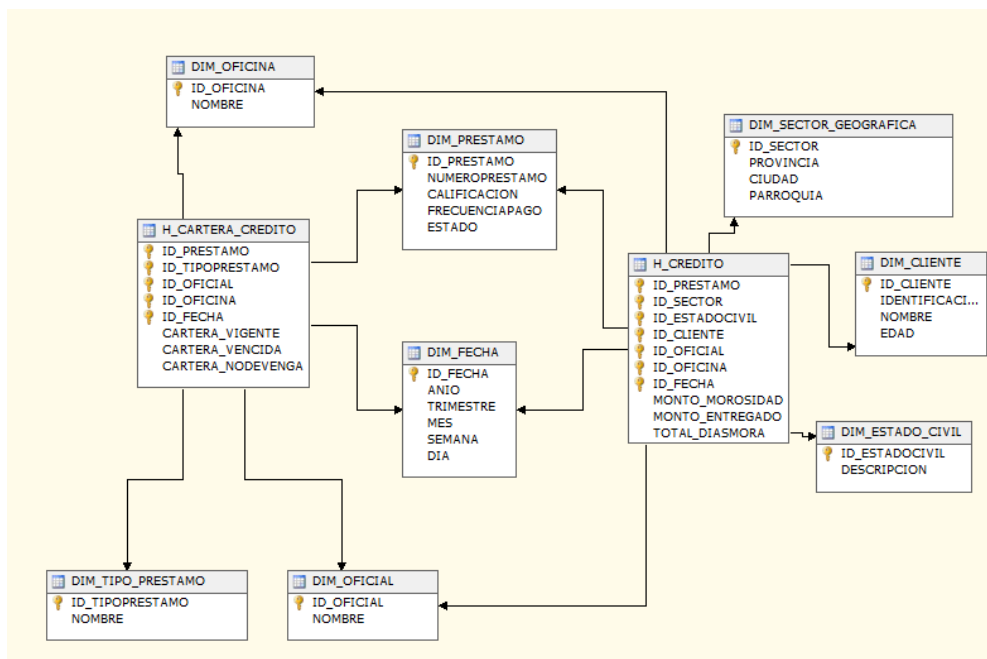 DIM_OFICINA
ID_OFICINA
NOMBRE
DIM_PRESTAMO
ID_PRESTAMO
NUMEROPRESTAMO
CALIFICACION
FRECUENCIAPAGO
ESTADO
DIM_SECTOR_GEOGRAFICA
ID_SECTOR
PROVINCIA
CIUDAD
PARROQUIA
H_CARTERA_CREDITO
ID_PRESTAMO
ID_TIPOPRESTAMO
ID_OFICIAL
ID_OFICINA
ID_FECHA
CARTERA_VIGENTE
CARTERA_VENCIDA
CARTERA_NODEVENGA
H_CREDITO
ID_PRESTAMO
ID_SECTOR
ID_ESTADOCIVIL
ID_CLIENTE
ID_OFICIAL
ID_OFICINA
ID_FECHA
MONTO_MOROSIDAD
MONTO_ENTREGADO
TOTAL_DIASMORA
DIM_CLIENTE
ID_CLIENTE
IDENTIFICACI...
NOMBRE
EDAD
DIM_FECHA
ID_FECHA
ANIO
TRIMESTRE
MES
SEMANA
DIA
DIM_ESTADO_CIVIL
ID_ESTADOCIVIL
DESCRIPCION
DIM_TIPO_PRESTAMO
ID_TIPOPRESTAMO
NOMBRE
DIM_OFICIAL
ID_OFICIAL
NOMBRE